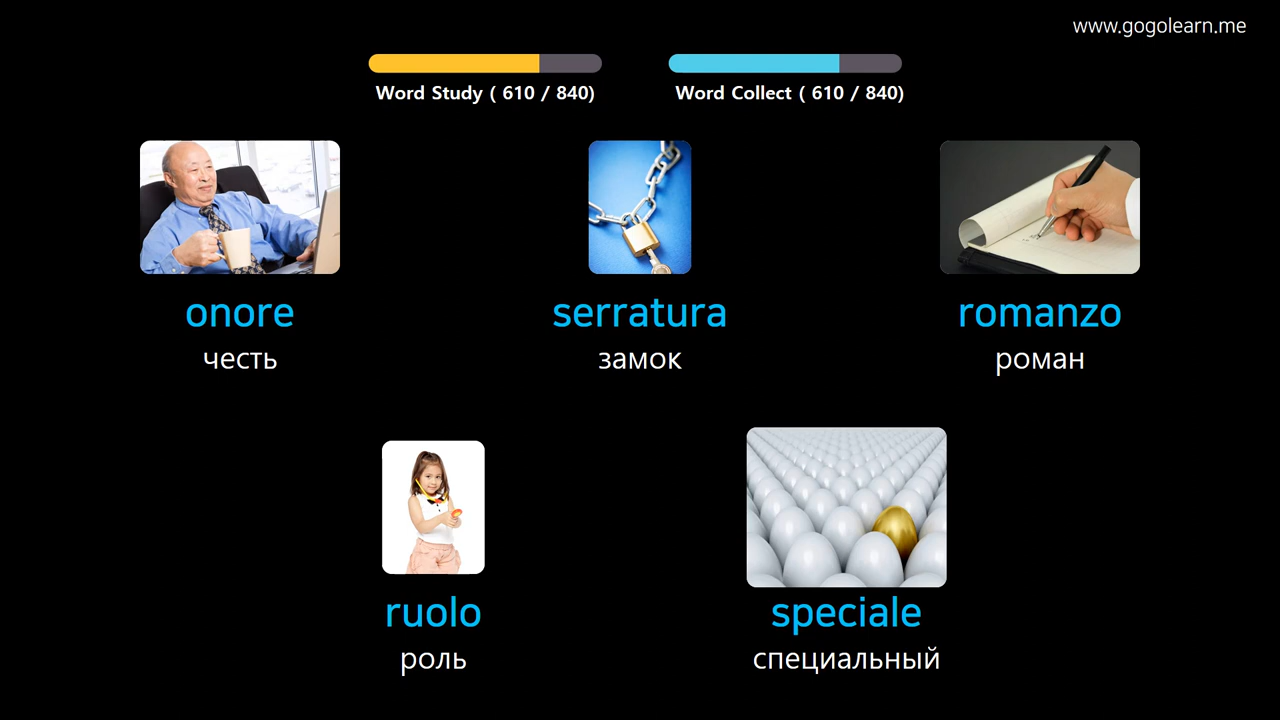 www.gogolearn.me
Word Study ( 610 / 840)
Word Collect ( 610 / 840)
onore
честь
serratura
замок
romanzo
роман
ruolo
роль
speciale
специальный